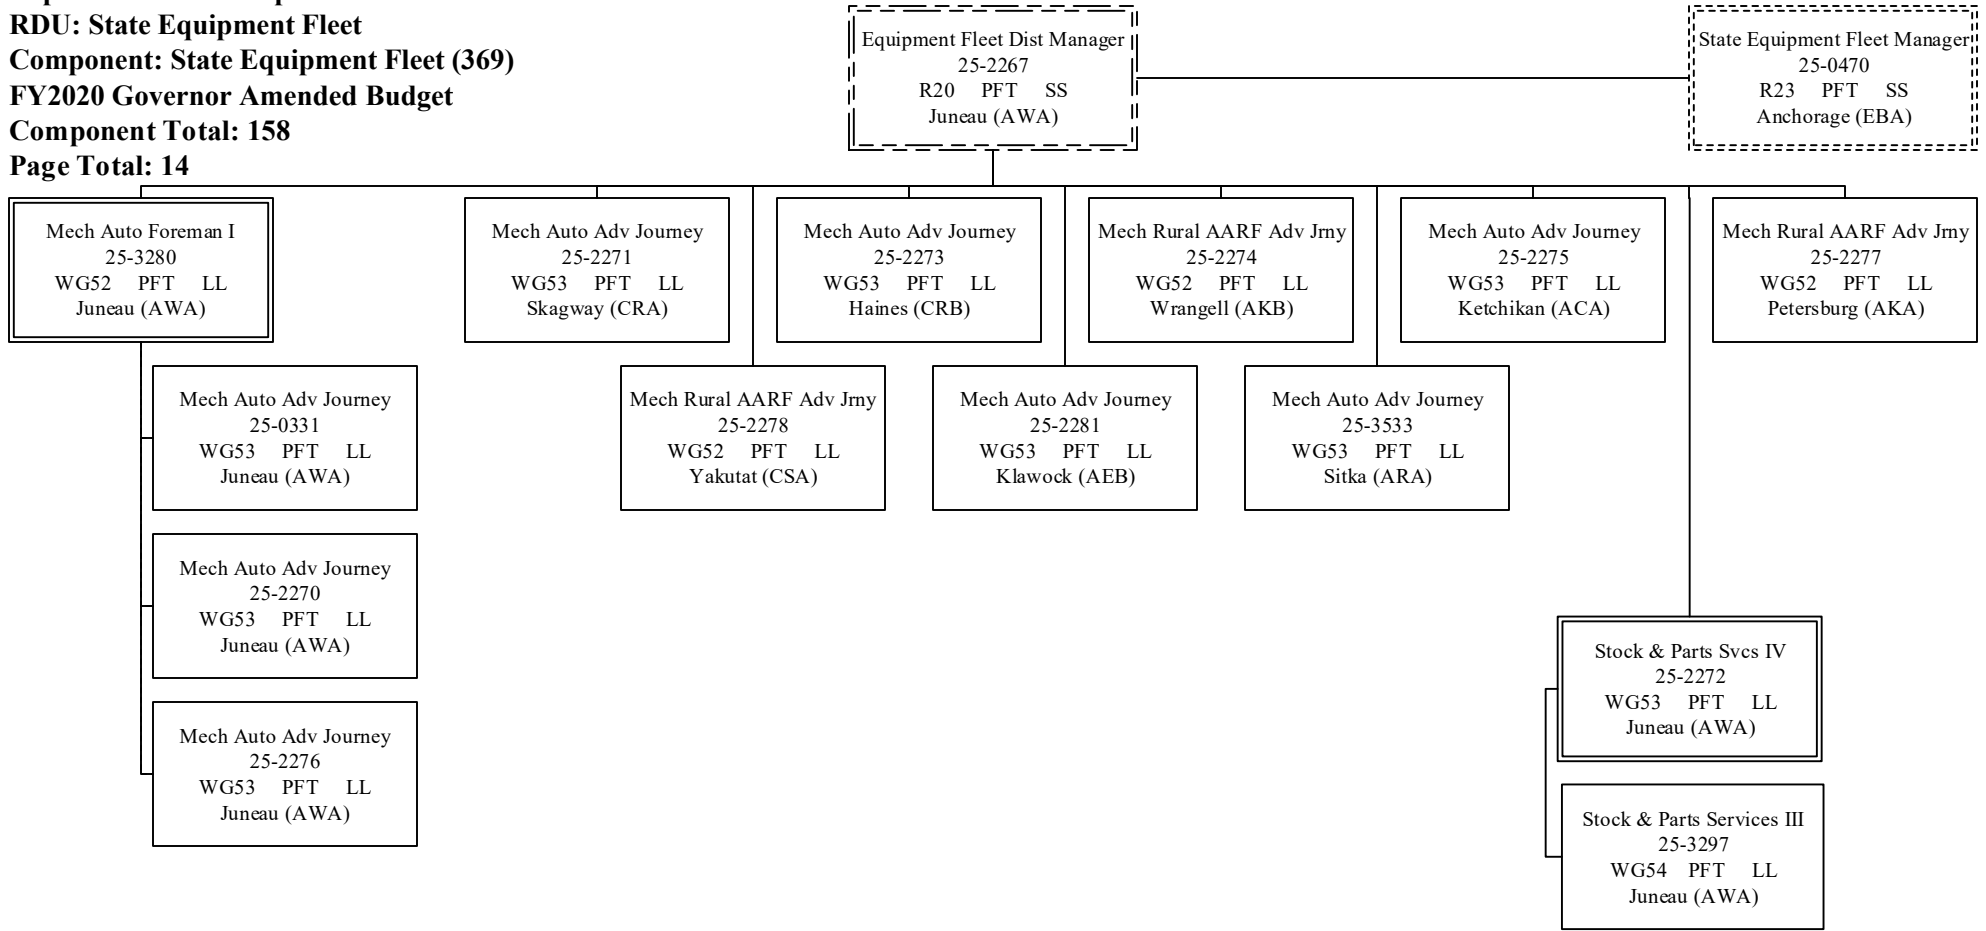 RDU: State Equipment Fleet
Component: State Equipment Fleet (369)
FY2020 Governor Amended Budget
Component Total: 158
Page Total: 14
Equipment Fleet Dist Manager
25-2267
R20 PFT SS
Juneau (AWA)
State Equipment Fleet Manager
25-0470
R23 PFT SS
Anchorage (EBA)
Mech Auto Foreman I
25-3280
WG52 PFT LL
Juneau (AWA)
Mech Auto Adv Journey
25-2271
WG53 PFT LL
Skagway (CRA)
Mech Auto Adv Journey
25-2273
WG53 PFT LL
Haines (CRB)
Mech Rural AARF Adv Jrny
25-2274
WG52 PFT LL
Wrangell (AKB)
Mech Auto Adv Journey
25-2275
WG53 PFT LL
Ketchikan (ACA)
Mech Rural AARF Adv Jrny
25-2277
WG52 PFT LL
Petersburg (AKA)
Mech Auto Adv Journey
25-0331
WG53 PFT LL
Juneau (AWA)
Mech Rural AARF Adv Jrny
25-2278
WG52 PFT LL
Yakutat (CSA)
Mech Auto Adv Journey
25-2281
WG53 PFT LL
Klawock (AEB)
Mech Auto Adv Journey
25-3533
WG53 PFT LL
Sitka (ARA)
Mech Auto Adv Journey
25-2270
WG53 PFT LL
Juneau (AWA)
Mech Auto Adv Journey
25-2276
WG53 PFT LL
Juneau (AWA)
Stock & Parts Svcs IV
25-2272
WG53 PFT LL
Juneau (AWA)
Stock & Parts Services III
25-3297
WG54 PFT LL
Juneau (AWA)